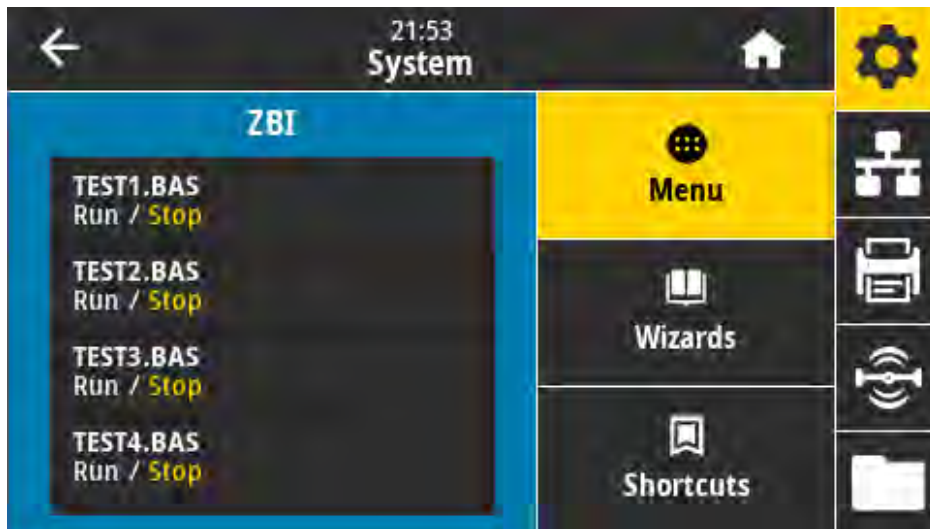 21:53
System
ZBI
TEST1.BAS
Run / Stop
TEST2.BAS
Run / Stop
TEST3.BAS
Run / Stop
TEST4.BAS
Run / Stop
Menu
Wizards
Shortcuts